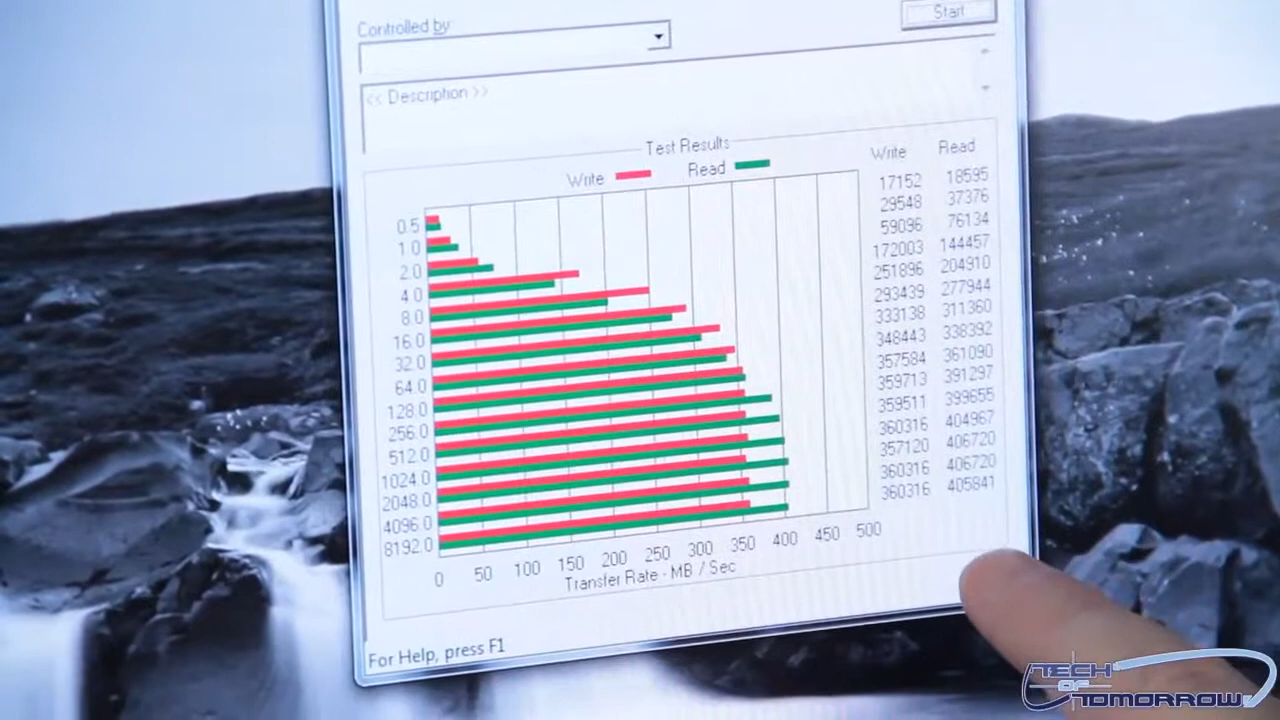 Controlled by:
Start
<< Description >>
Test Results
Write Read
Write Read
0.5 17152 18595
1.0 29548 37376
2.0 59096 76134
4.0 172003 144457
8.0 251896 204910
16.0 293439 277944
32.0 333138 311360
64.0 348443 338392
128.0 357584 361090
256.0 359713 391297
512.0 359511 399655
1024.0 360316 404967
2048.0 357120 406720
4096.0 360316 406720
8192.0 360316 405841
0 50 100 150 200 250 300 350 400 450 500
Transfer Rate - MB / Sec
For Help, press F1
TECH
OF
TOMORROW